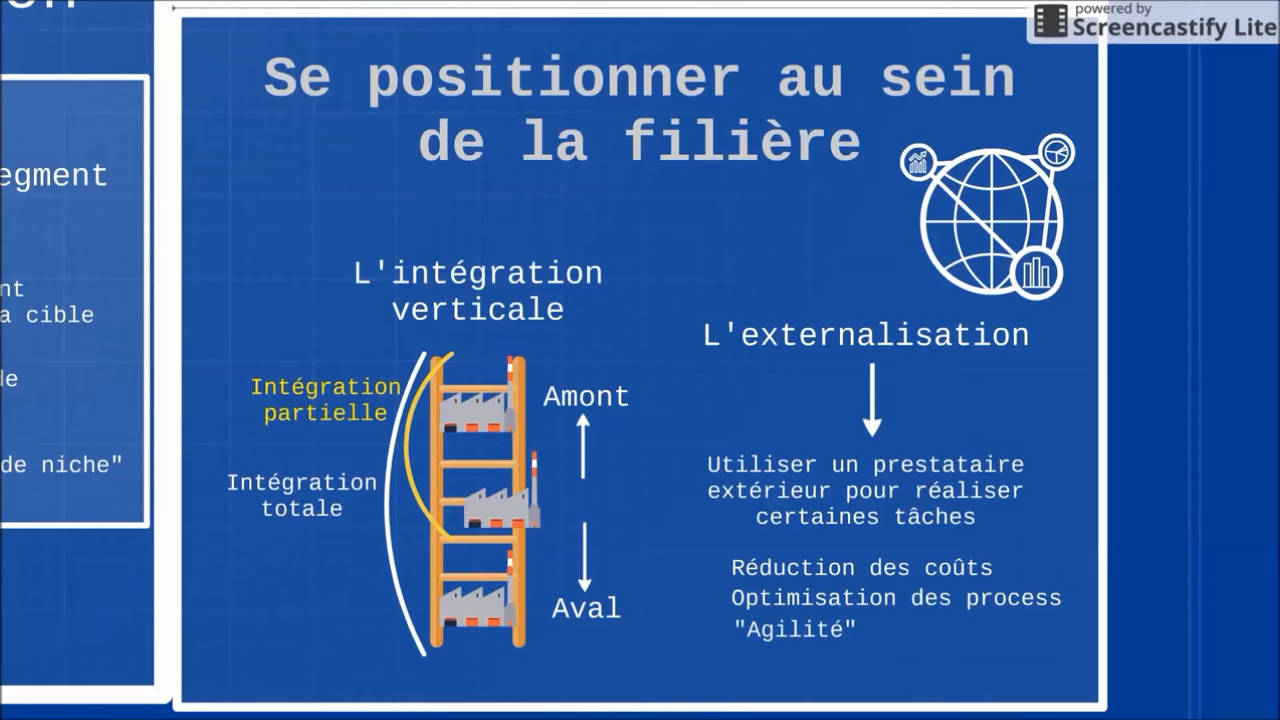 powered by
Screencastify Lite
egment
nt
a cible
de niche"
Se positionner au sein
de la filière
L'intégration
verticale
Intégration
partielle
Intégration
totale
Amont
Aval
L'externalisation
Utiliser un prestataire
extérieur pour réaliser
certaines tâches
Réduction des coûts
Optimisation des process
"Agilité"